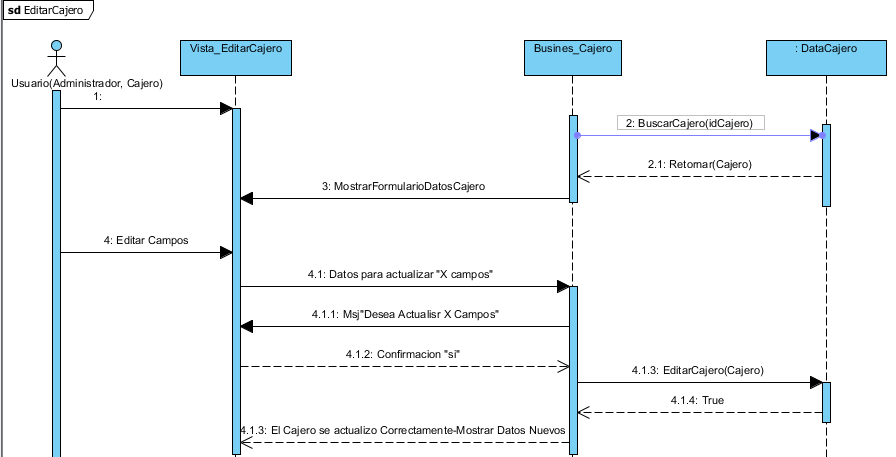 sd EditarCajero
Vista_EditarCajero
Busines_Cajero
: DataCajero
Usuario(Administrador, Cajero)
1:
2: BuscarCajero(idCajero)
2.1: Retornar(Cajero)
3: MostrarFormularioDatosCajero
4: Editar Campos
4.1: Datos para actualizar "X campos"
4.1.1: Msj"Desea Actualisr X Campos"
4.1.2: Confirmacion "si"
4.1.3: EditarCajero(Cajero)
4.1.4: True
4.1.3: El Cajero se actualizo Correctamente-Mostrar Datos Nuevos